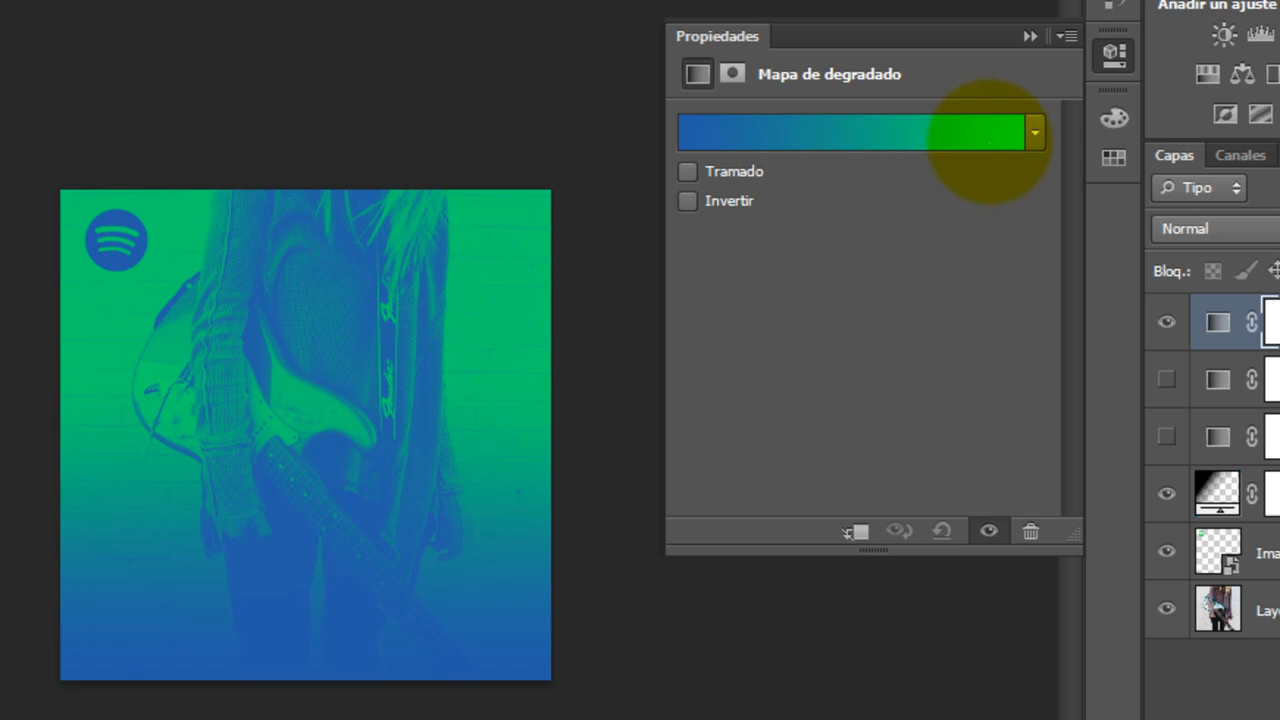 Añadir un ajuste
Propiedades
Mapa de degradado
Tramado
Invertir
Capas
Canales
Tipo
Normal
Bloq.:
Ima
Lay